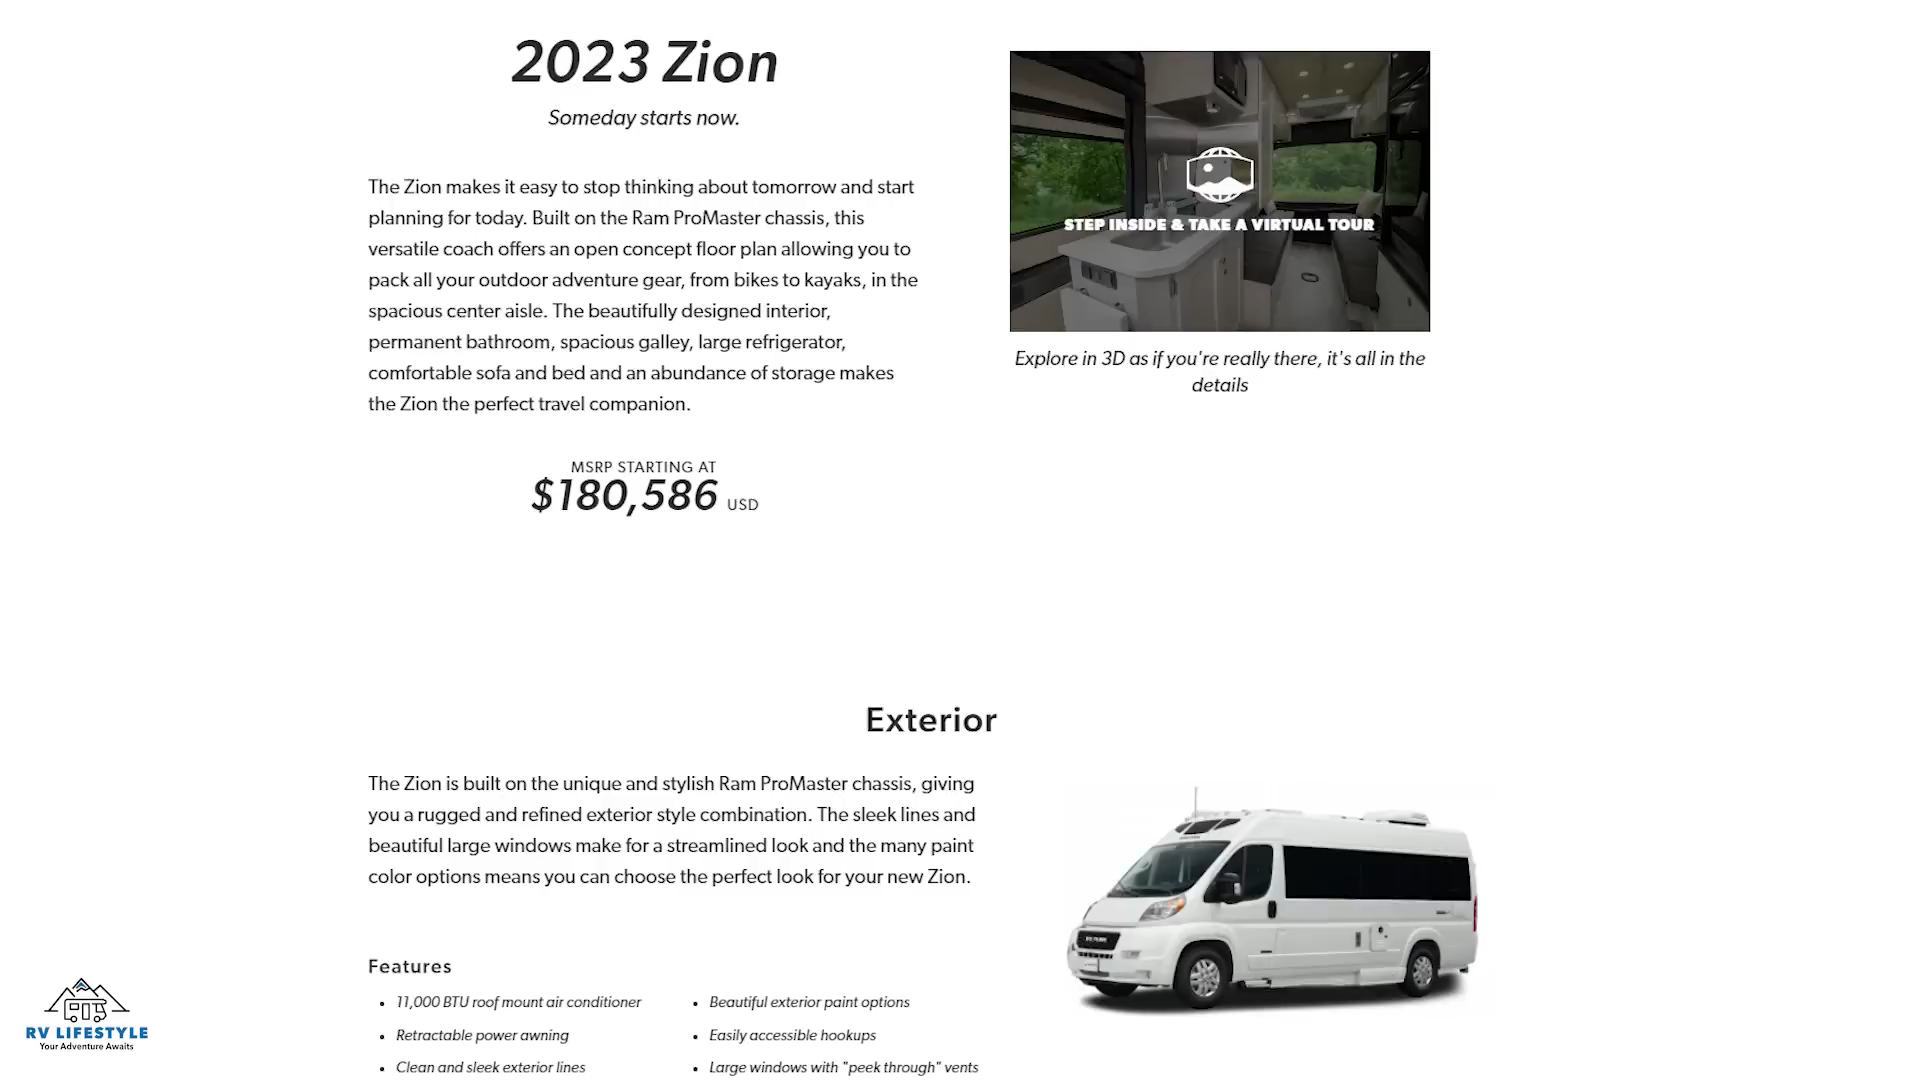 2023 Zion
Someday starts now.
The Zion makes it easy to stop thinking about tomorrow and start
planning for today. Built on the Ram ProMaster chassis, this
versatile coach offers an open concept floor plan allowing you to
pack all your outdoor adventure gear, from bikes to kayaks, in the
spacious center aisle. The beautifully designed interior,
permanent bathroom, spacious galley, large refrigerator,
comfortable sofa and bed and an abundance of storage makes
the Zion the perfect travel companion.
MSRP STARTING AT
$180,586 USD
STEP INSIDE & TAKE A VIRTUAL TOUR
Explore in 3D as if you're really there, it's all in the
details
Exterior
The Zion is built on the unique and stylish Ram ProMaster chassis, giving
you a rugged and refined exterior style combination. The sleek lines and
beautiful large windows make for a streamlined look and the many paint
color options means you can choose the perfect look for your new Zion.
Features
• 11,000 BTU roof mount air conditioner
• Retractable power awning
• Clean and sleek exterior lines
• Beautiful exterior paint options
• Easily accessible hookups
• Large windows with "peek through" vents
RV LIFESTYLE
Your Adventure Awaits